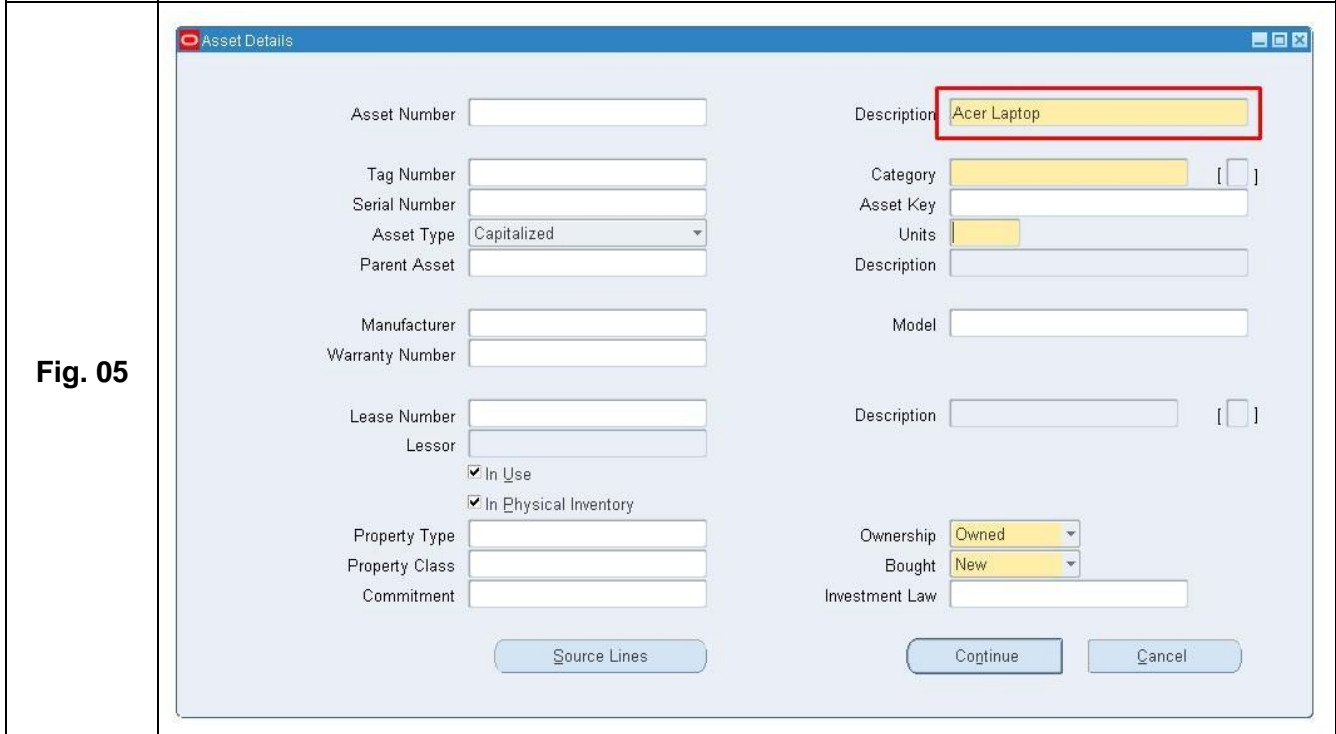 Asset Details
Asset Number Description Acer Laptop
Tag Number Category [ ]
Serial Number Asset Key
Asset Type Capitalized Units
Parent Asset Description
Manufacturer Model
Warranty Number
Fig. 05
Lease Number Description [ ]
Lessor
In Use
In Physical Inventory
Property Type Ownership Owned
Property Class Bought New
Commitment Investment Law
Source Lines Continue Cancel